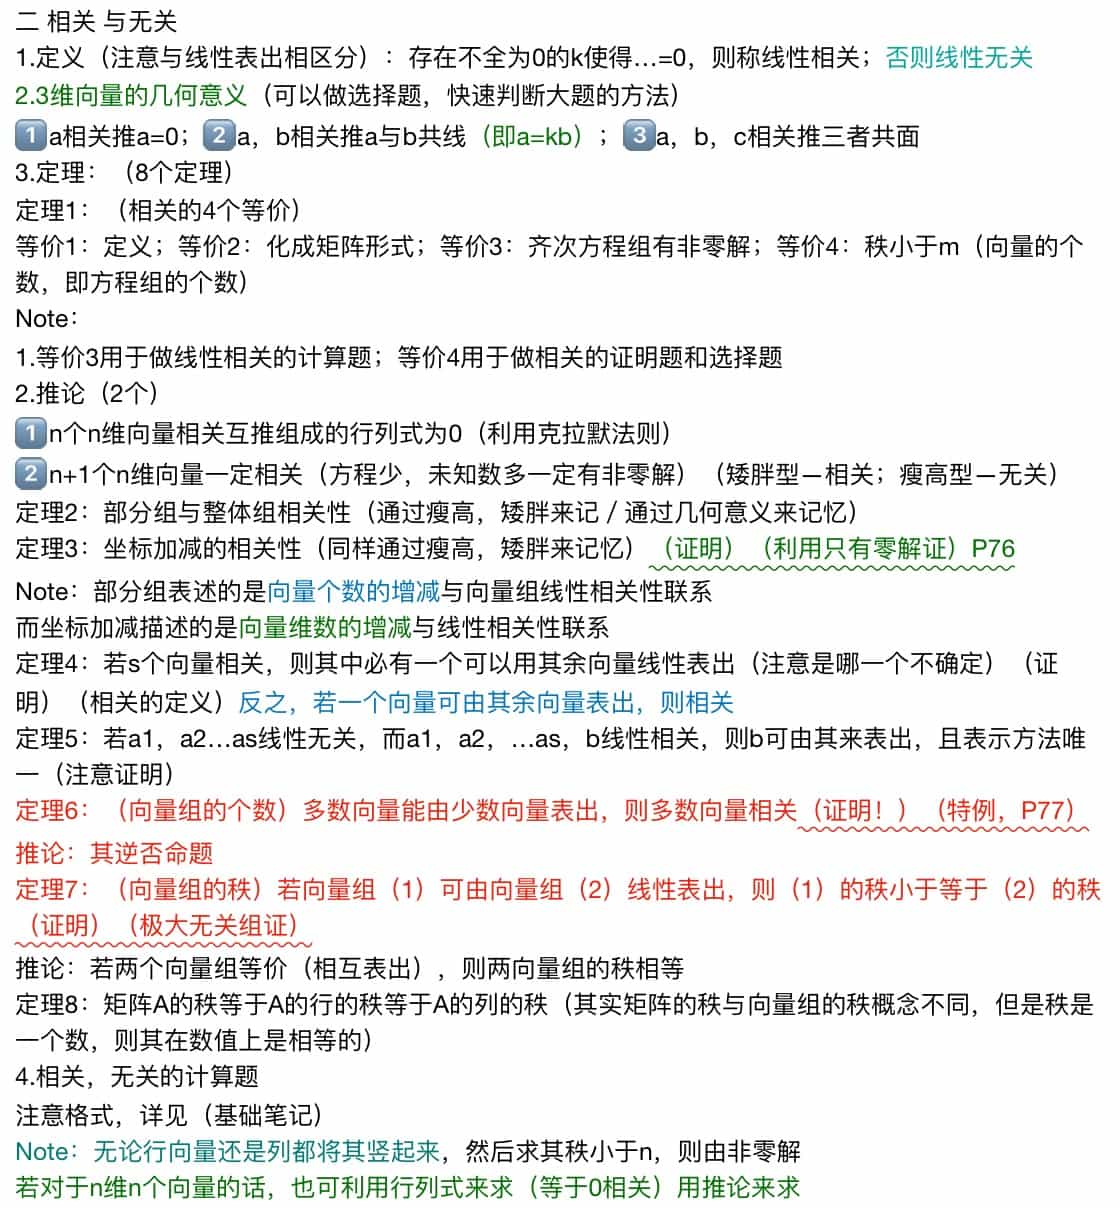 二 相关 与无关
1.定义（注意与线性表出相区分）：存在不全为0的k使得…=0，则称线性相关；否则线性无关
2.3维向量的几何意义（可以做选择题，快速判断大题的方法）
1a相关推a=0；2a，b相关推a与b共线（即a=kb）；3a，b，c相关推三者共面
3.定理：（8个定理）
定理1：（相关的4个等价）
等价1：定义；等价2：化成矩阵形式；等价3：齐次方程组有非零解；等价4：秩小于m（向量的个
数，即方程组的个数）
Note：
1.等价3用于做线性相关的计算题；等价4用于做相关的证明题和选择题
2.推论（2个）
1n个n维向量相关互推组成的行列式为0（利用克拉默法则）
2n+1个n维向量一定相关（方程少，未知数多一定有非零解）（矮胖型—相关；瘦高型—无关）
定理2：部分组与整体组相关性（通过瘦高，矮胖来记／通过几何意义来记忆）
定理3：坐标加减的相关性（同样通过瘦高，矮胖来记忆）（证明）（利用只有零解证）P76
Note：部分组表述的是向量个数的增减与向量组线性相关性联系
而坐标加减描述的是向量维数的增减与线性相关性联系
定理4：若s个向量相关，则其中必有一个可以用其余向量线性表出（注意是哪一个不确定）（证
明）（相关的定义）反之，若一个向量可由其余向量表出，则相关
定理5：若a1，a2…as线性无关，而a1，a2，…as，b线性相关，则b可由其来表出，且表示方法唯
一（注意证明）
定理6：（向量组的个数）多数向量能由少数向量表出，则多数向量相关（证明！）（特例，P77）
推论：其逆否命题
定理7：（向量组的秩）若向量组（1）可由向量组（2）线性表出，则（1）的秩小于等于（2）的秩
（证明）（极大无关组证）
推论：若两个向量组等价（相互表出），则两向量组的秩相等
定理8：矩阵A的秩等于A的行的秩等于A的列的秩（其实矩阵的秩与向量组的秩概念不同，但是秩是
一个数，则其在数值上是相等的）
4.相关，无关的计算题
注意格式，详见（基础笔记）
Note：无论行向量还是列都将其竖起来，然后求其秩小于n，则由非零解
若对于n维n个向量的话，也可利用行列式来求（等于0相关）用推论来求